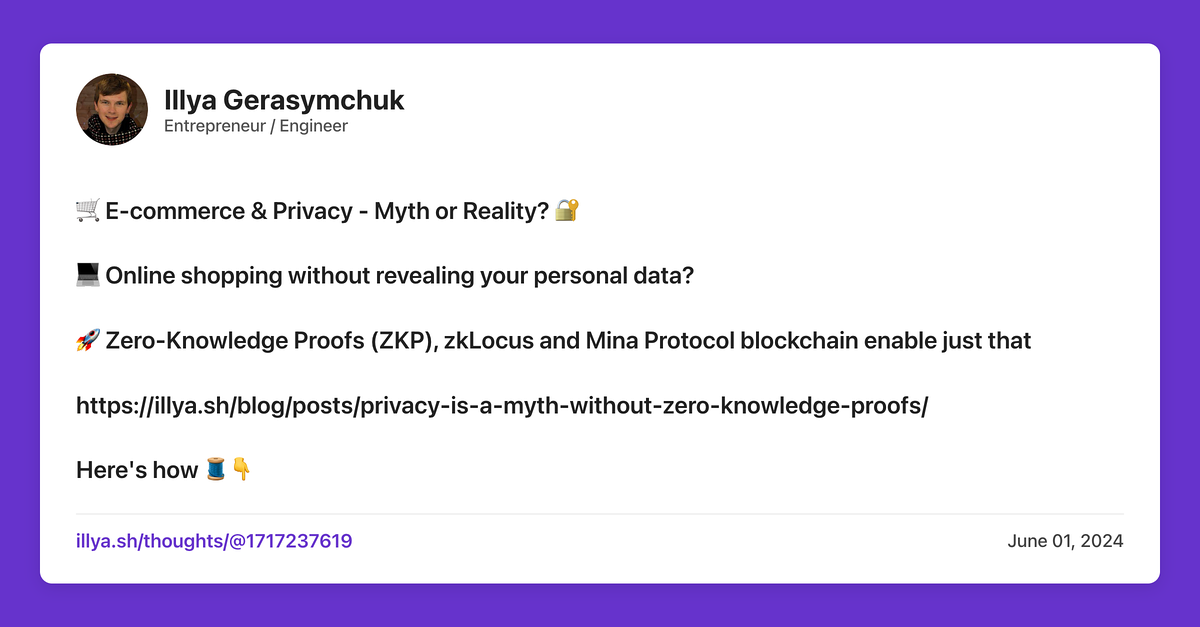 Illya Gerasymchuk
Entrepreneur / Engineer
🛒 E-commerce & Privacy - Myth or Reality? 🔐
💻 Online shopping without revealing your personal data?
🚀 Zero-Knowledge Proofs (ZKP), zkLocus and Mina Protocol blockchain enable just that
https://illya.sh/blog/posts/privacy-is-a-myth-without-zero-knowledge-proofs/
Here's how 🧵👇
illya.sh/thoughts/@1717237619
June 01, 2024